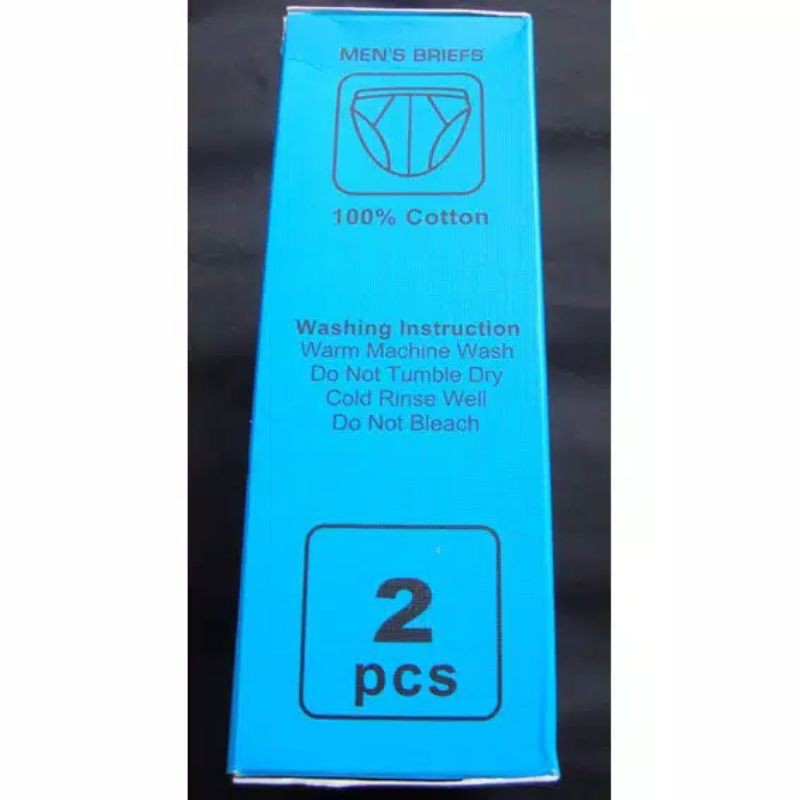 MEN'S BRIEFS
100% Cotton
Washing Instruction
Warm Machine Wash
Do Not Tumble Dry
Cold Rinse Well
Do Not Bleach
2
pcs